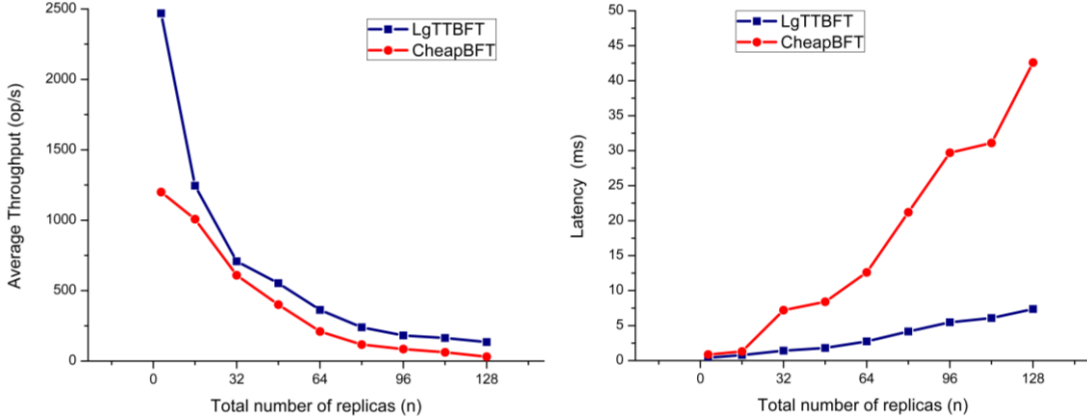 2500
2000
1500
1000
500
0
Average Throughput (op/s)
LgTTBFT
CheapBFT
0 32 64 96 128
Total number of replicas (n)
50
45
40
35
30
25
20
15
10
5
0
Latency (ms)
LgTTBFT
CheapBFT
0 32 64 96 128
Total number of replicas (n)